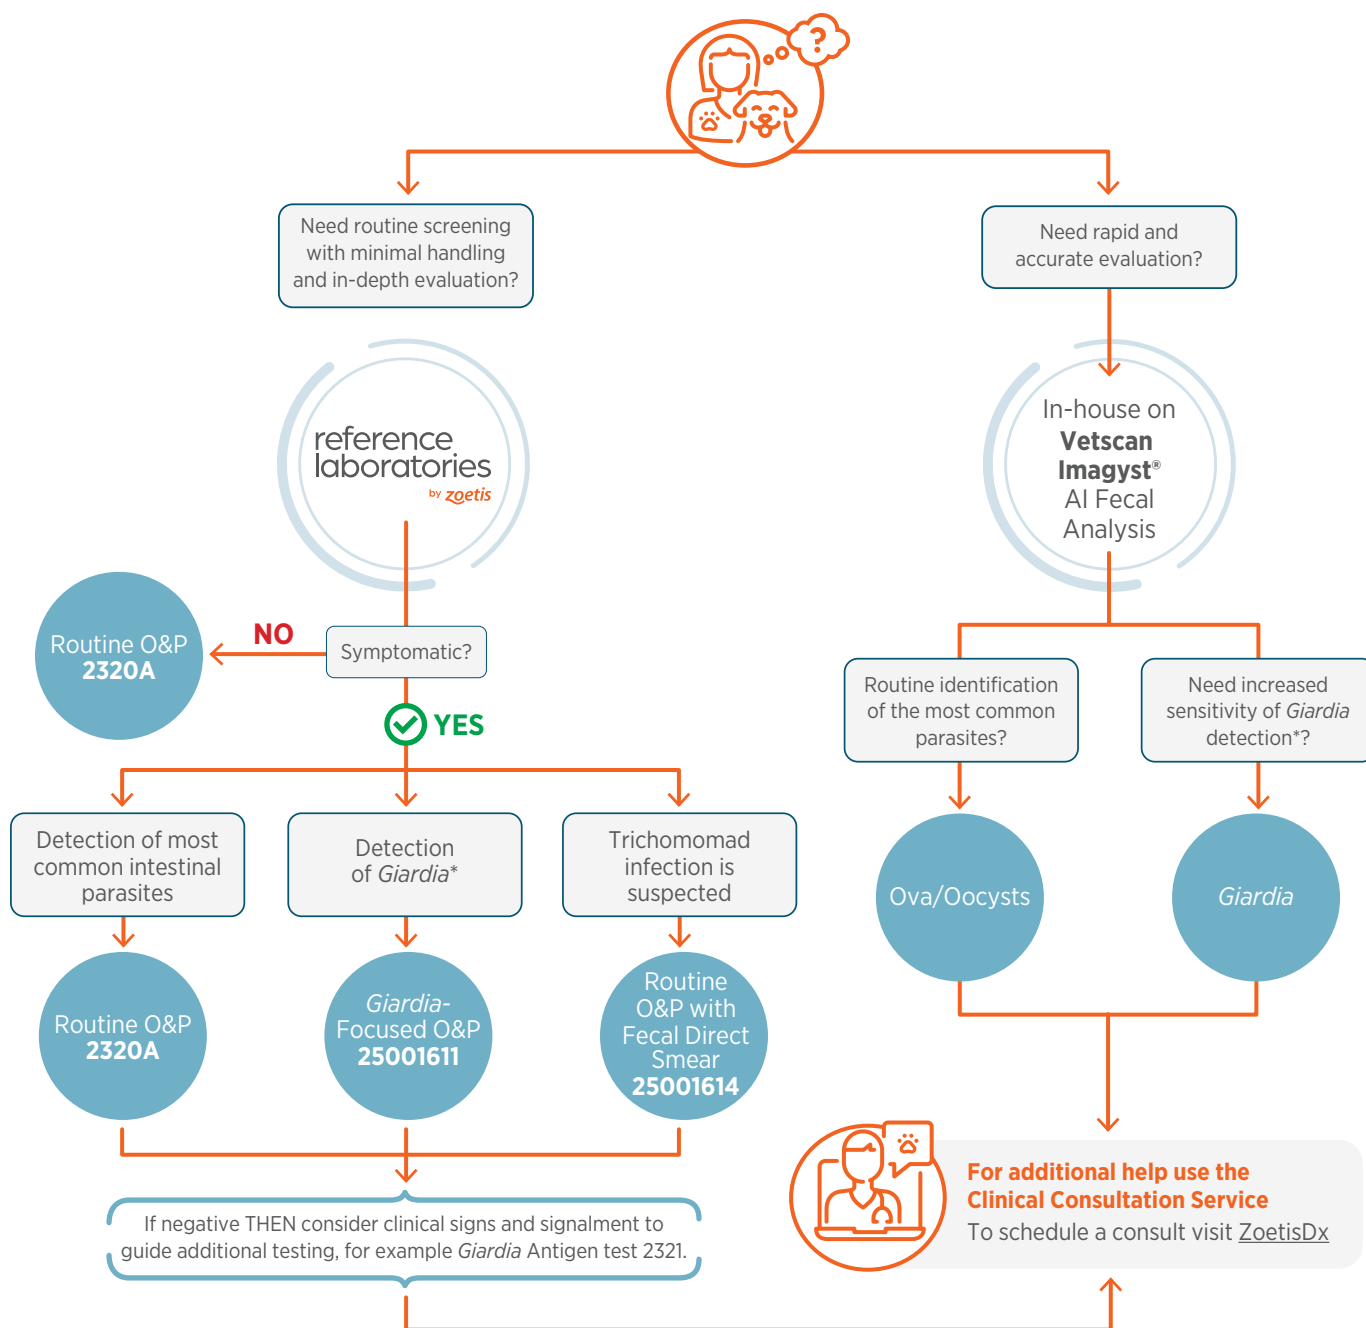 ?
Need routine screening
with minimal handling
and in-depth evaluation?
Need rapid and
accurate evaluation?
reference
laboratories
by zoetis
In-house on
Vetscan
Imagyst®
AI Fecal
Analysis
Symptomatic?
NO
Routine O&P
2320A
YES
Detection of most
common intestinal
parasites
Detection
of Giardia*
Trichomomad
infection is
suspected
Routine O&P
2320A
Giardia-
Focused O&P
25001611
Routine
O&P with
Fecal Direct
Smear
25001614
If negative THEN consider clinical signs and signalment to
guide additional testing, for example Giardia Antigen test 2321.
Routine identification
of the most common
parasites?
Need increased
sensitivity of Giardia
detection*?
Ova/Oocysts
Giardia
For additional help use the
Clinical Consultation Service
To schedule a consult visit ZoetisDx